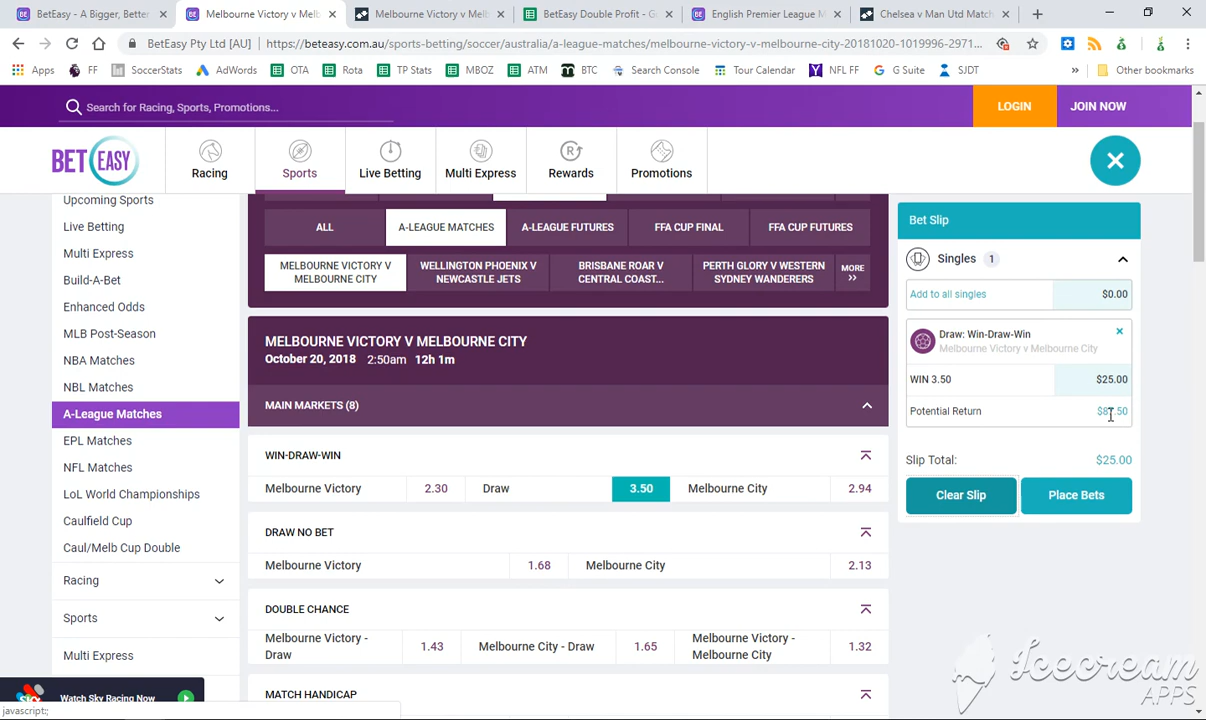 BetEasy - A Bigger, Better
Melbourne Victory v Melb
Melbourne Victory v Me
BetEasy Double Profit - G
English Premier League M
Chelsea v Man Utd Match
BetEasy Pty Ltd [AU]
https://beteasy.com.au/sports-betting/soccer/australia/a-league-matches/melbourne-victory-v-melbourne-city-20181020-1019996-2971...
Apps FF SoccerStats AdWords OTA Rota TP Stats MBOZ ATM BTC Search Console Tour Calendar NFL FF G Suite SJDT » Other bookmarks
Search for Racing, Sports, Promotions...
LOGIN
JOIN NOW
BET EASY
Racing
Sports
Live Betting
Multi Express
Rewards
Promotions
Upcoming Sports
Live Betting
Multi Express
Build-A-Bet
Enhanced Odds
MLB Post-Season
NBA Matches
NBL Matches
A-League Matches
EPL Matches
NFL Matches
LoL World Championships
Caulfield Cup
Caul/Melb Cup Double
Racing
Sports
Multi Express
Watch Sky Racing Now
javascript:;
ALL
A-LEAGUE MATCHES
A-LEAGUE FUTURES
FFA CUP FINAL
FFA CUP FUTURES
MELBOURNE VICTORY V
MELBOURNE CITY
WELLINGTON PHOENIX V
NEWCASTLE JETS
BRISBANE ROAR V
CENTRAL COAST...
PERTH GLORY V WESTERN
SYDNEY WANDERERS
MORE
MELBOURNE VICTORY V MELBOURNE CITY
October 20, 2018 2:50am 12h 1m
MAIN MARKETS (8)
WIN-DRAW-WIN
Melbourne Victory 2.30 Draw 3.50 Melbourne City 2.94
DRAW NO BET
Melbourne Victory 1.68 Melbourne City 2.13
DOUBLE CHANCE
Melbourne Victory -
Draw
1.43
Melbourne City - Draw
1.65
Melbourne Victory -
Melbourne City
1.32
MATCH HANDICAP
Bet Slip
Singles 1
Add to all singles $0.00
Draw: Win-Draw-Win
Melbourne Victory v Melbourne City
WIN 3.50 $25.00
Potential Return
Slip Total: $25.00
Clear Slip
Place Bets
Icecream
APPS